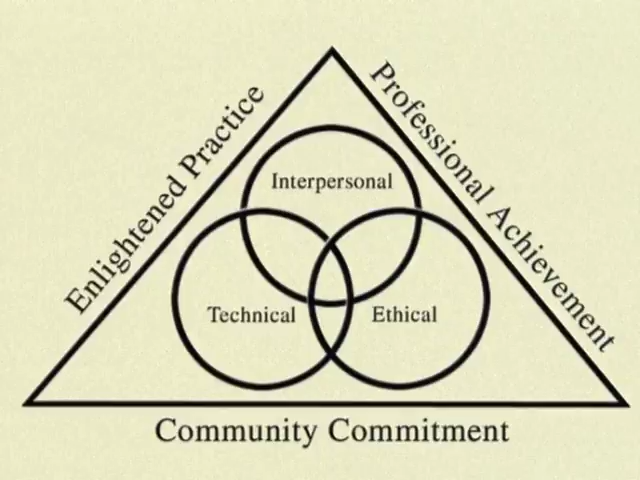 Enlightened Practice
Professional Achievement
Interpersonal
Technical
Ethical
Community Commitment